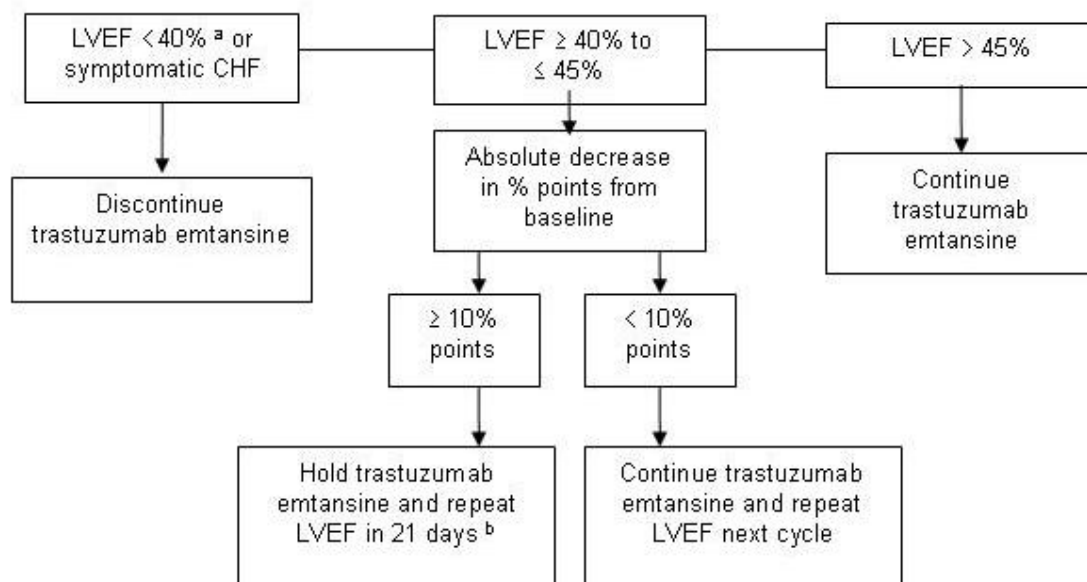 LVEF <40% a or
symptomatic CHF
LVEF ≥ 40% to
≤ 45%
LVEF > 45%
Absolute decrease
in % points from
baseline
Discontinue
trastuzumab emtansine
Continue
trastuzumab
emtansine
≥ 10%
points
< 10%
points
Hold trastuzumab
emtansine and repeat
LVEF in 21 days b
Continue trastuzumab
emtansine and repeat
LVEF next cycle